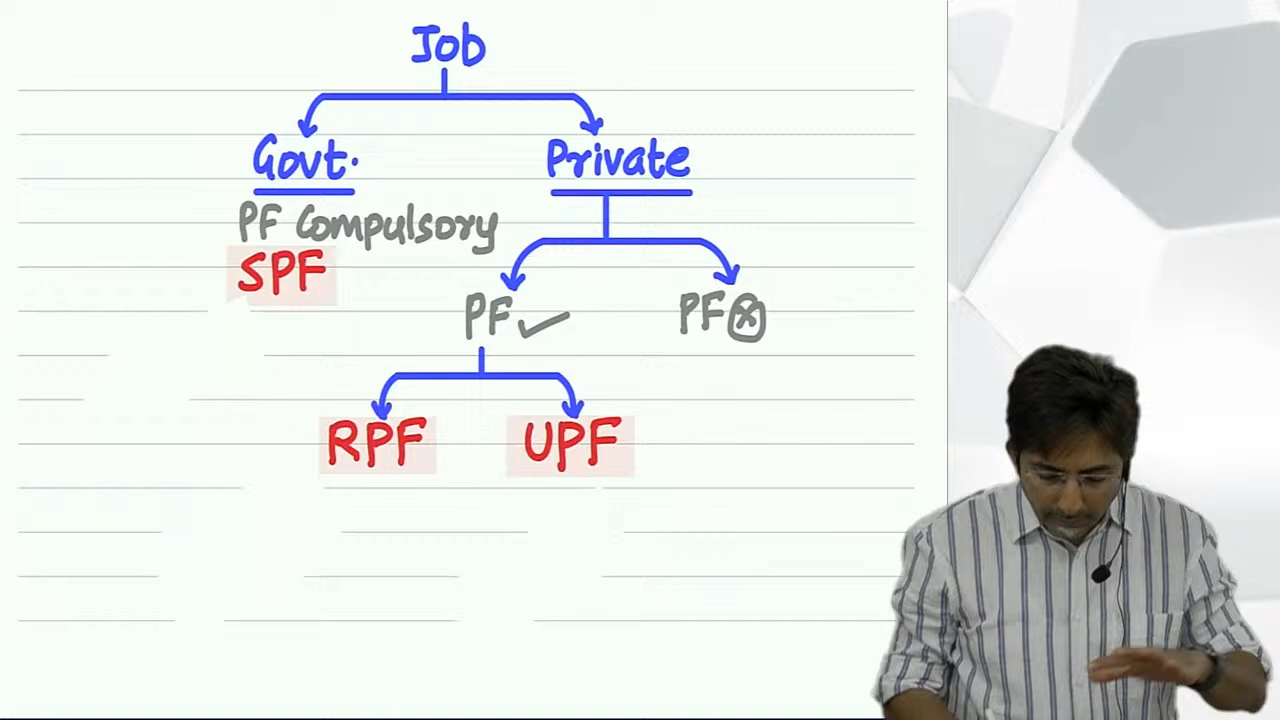 Job
Govt. Private
PF Compulsory
SPF
PF✓ PF⊗
RPF UPF